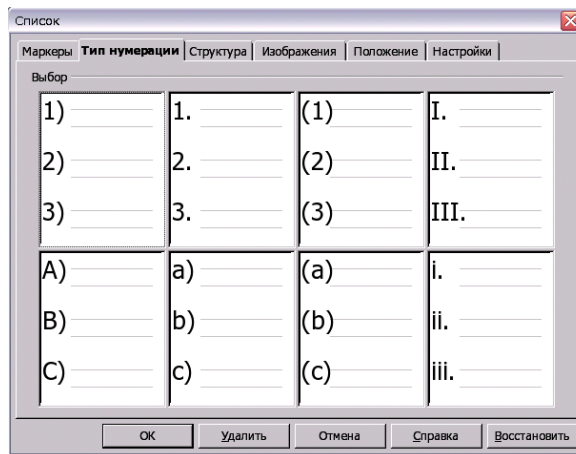 Список
Маркеры Тип нумерации Структура Изображения Положение Настройки
Выбор
1) 1. (1) I.
2) 2. (2) II.
3) 3. (3) III.
A) a) (a) i.
B) b) (b) ii.
C) c) (c) iii.
ОК Удалить Отмена Справка Восстановить